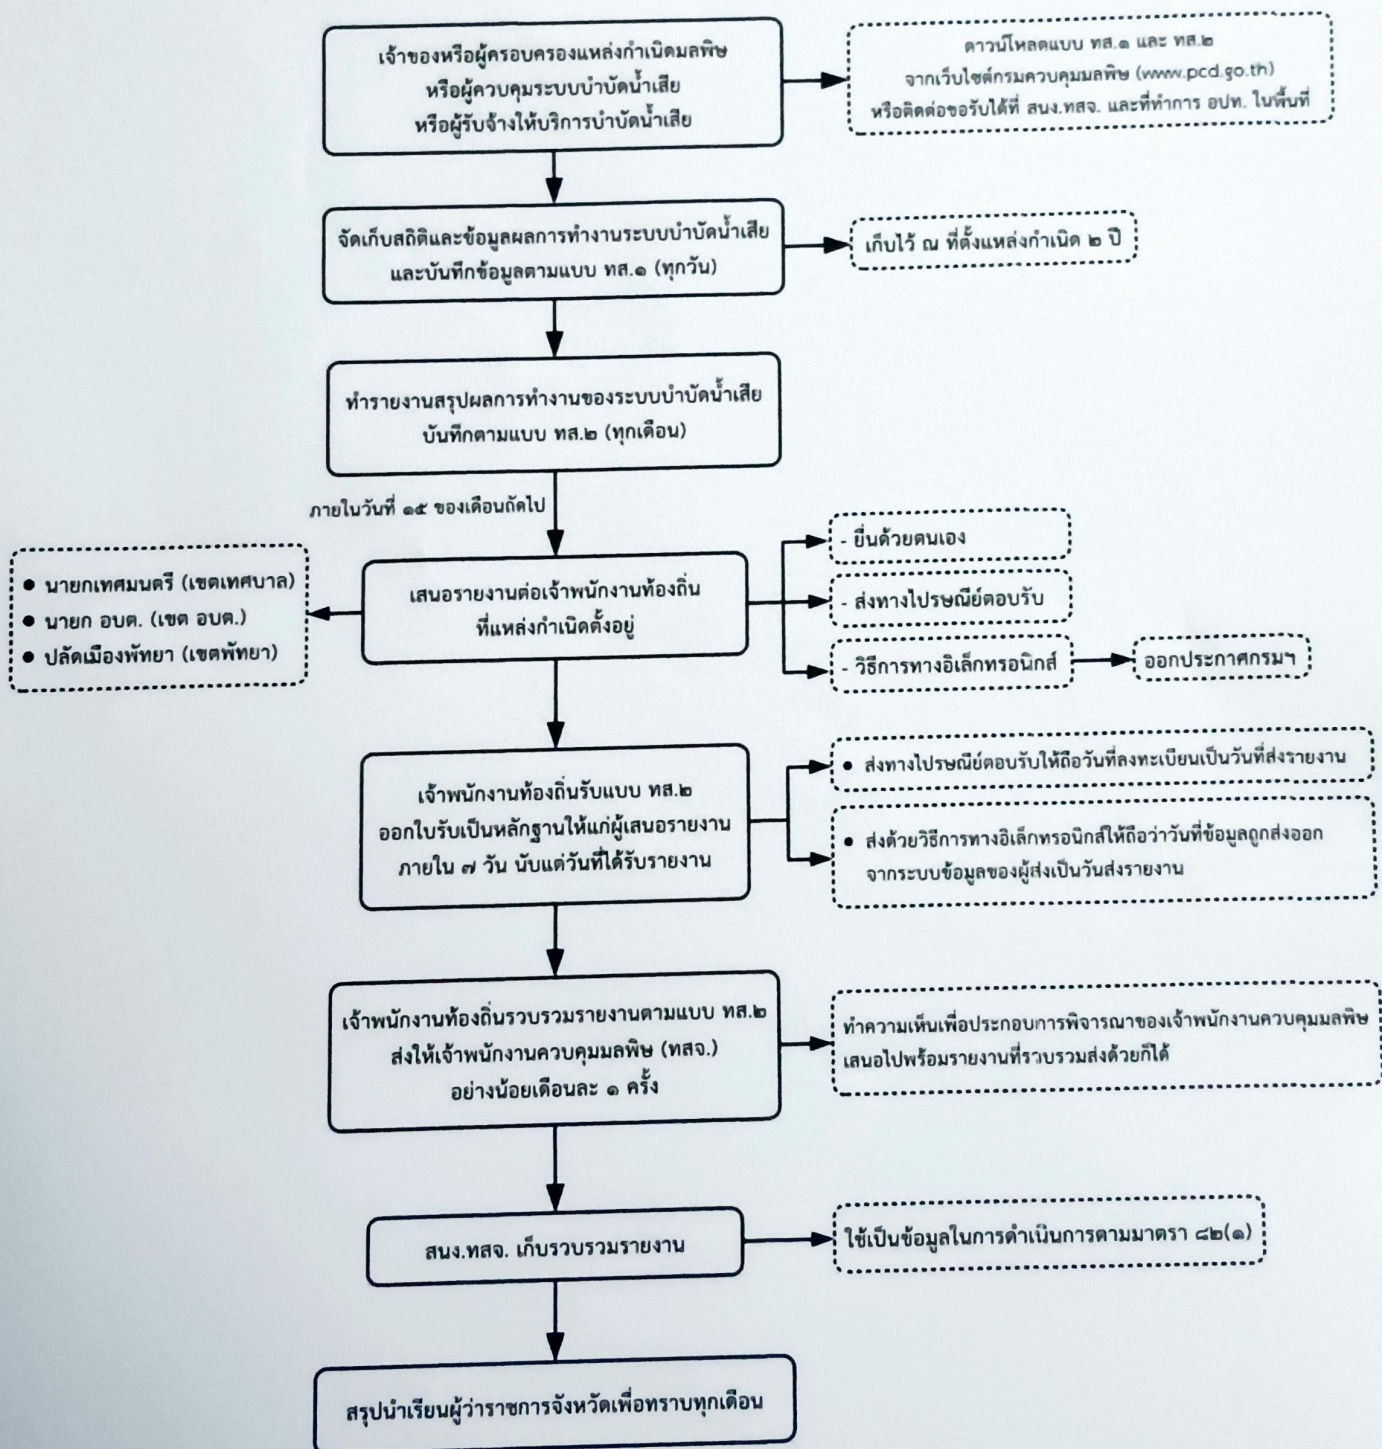 เจ้าของหรือผู้ครอบครองแหล่งกำเนิดมลพิษ
หรือผู้ควบคุมระบบบำบัดน้ำเสีย
หรือผู้รับจ้างให้บริการบำบัดน้ำเสีย
ดาวน์โหลดแบบ ทส.๑ และ ทส.๒
จากเว็บไซต์กรมควบคุมมลพิษ (www.pcd.go.th)
หรือติดต่อขอรับได้ที่ สนง.ทสจ. และที่ทำการ อปท. ในพื้นที่
จัดเก็บสถิติและข้อมูลผลการทำงานระบบบำบัดน้ำเสีย
และบันทึกข้อมูลตามแบบ ทส.๑ (ทุกวัน)
เก็บไว้ ณ ที่ตั้งแหล่งกำเนิด ๒ ปี
ทำรายงานสรุปผลการทำงานของระบบบำบัดน้ำเสีย
บันทึกตามแบบ ทส.๒ (ทุกเดือน)
ภายในวันที่ ๑๕ ของเดือนถัดไป
● นายกเทศมนตรี (เขตเทศบาล)
● นายก อบต. (เขต อบต.)
● ปลัดเมืองพัทยา (เขตพัทยา)
เสนอรายงานต่อเจ้าพนักงานท้องถิ่น
ที่แหล่งกำเนิดตั้งอยู่
- ยื่นด้วยตนเอง
- ส่งทางไปรษณีย์ตอบรับ
- วิธีการทางอิเล็กทรอนิกส์
ออกประกาศกรมฯ
เจ้าพนักงานท้องถิ่นรับแบบ ทส.๒
ออกใบรับเป็นหลักฐานให้แก่ผู้เสนอรายงาน
ภายใน ๗ วัน นับแต่วันที่ได้รับรายงาน
● ส่งทางไปรษณีย์ตอบรับให้ถือวันที่ลงทะเบียนเป็นวันที่ส่งรายงาน
● ส่งด้วยวิธีการทางอิเล็กทรอนิกส์ให้ถือว่าวันที่ข้อมูลถูกส่งออก
จากระบบข้อมูลของผู้ส่งเป็นวันส่งรายงาน
เจ้าพนักงานท้องถิ่นรวบรวมรายงานตามแบบ ทส.๒
ส่งให้เจ้าพนักงานควบคุมมลพิษ (ทสจ.)
อย่างน้อยเดือนละ ๑ ครั้ง
ทำความเห็นเพื่อประกอบการพิจารณาของเจ้าพนักงานควบคุมมลพิษ
เสนอไปพร้อมรายงานที่รวบรวมส่งด้วยก็ได้
สนง.ทสจ. เก็บรวบรวมรายงาน
ใช้เป็นข้อมูลในการดำเนินการตามมาตรา ๘๒(๑)
สรุปนำเรียนผู้ว่าราชการจังหวัดเพื่อทราบทุกเดือน